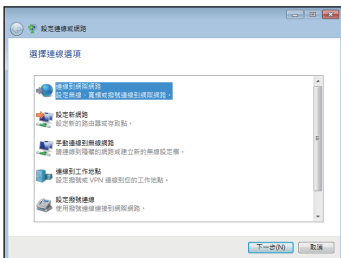 設定連線或網路
選擇連線選項
連線到網際網路
設定無線、寬頻或撥號連線到網際網路。
設定新網路
設定新的路由器或存取點。
手動連線到無線網路
請連線到隱藏的網路或建立新的無線設定檔。
連線到工作地點
設定撥號或 VPN 連線到您的工作地點。
設定撥號連線
使用撥號連線連接到網際網路。
下一步(N)
取消